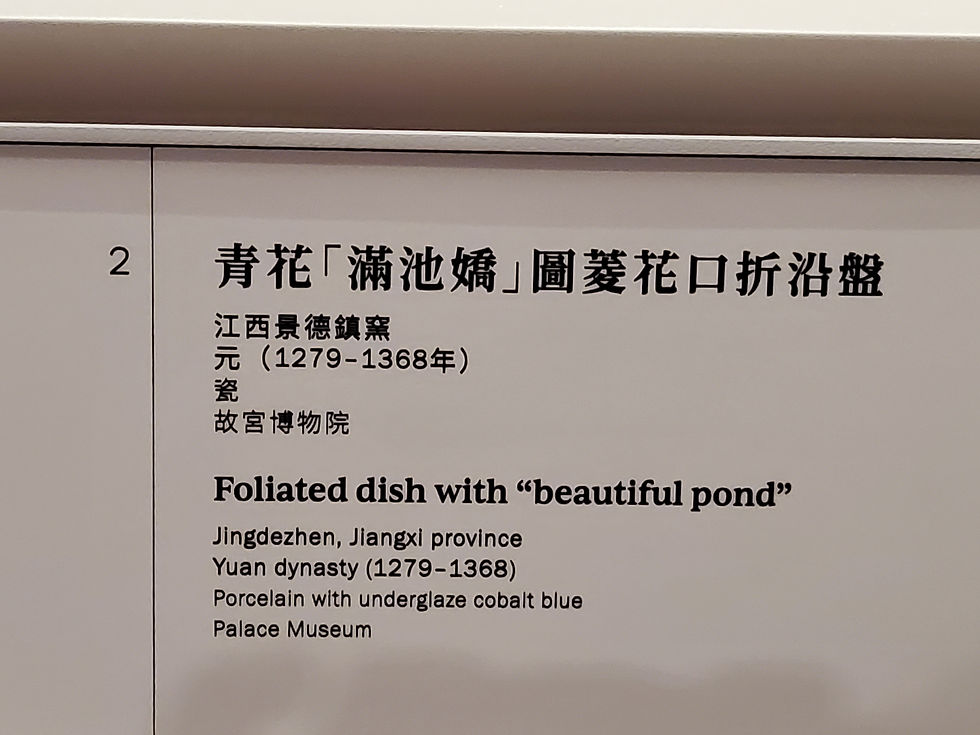 2
青花「滿池嬌」圖菱花口折沿盤
江西景德鎮窯
元（1279–1368年）
瓷
故宮博物院
Foliated dish with “beautiful pond”
Jingdezhen, Jiangxi province
Yuan dynasty (1279–1368)
Porcelain with underglaze cobalt blue
Palace Museum